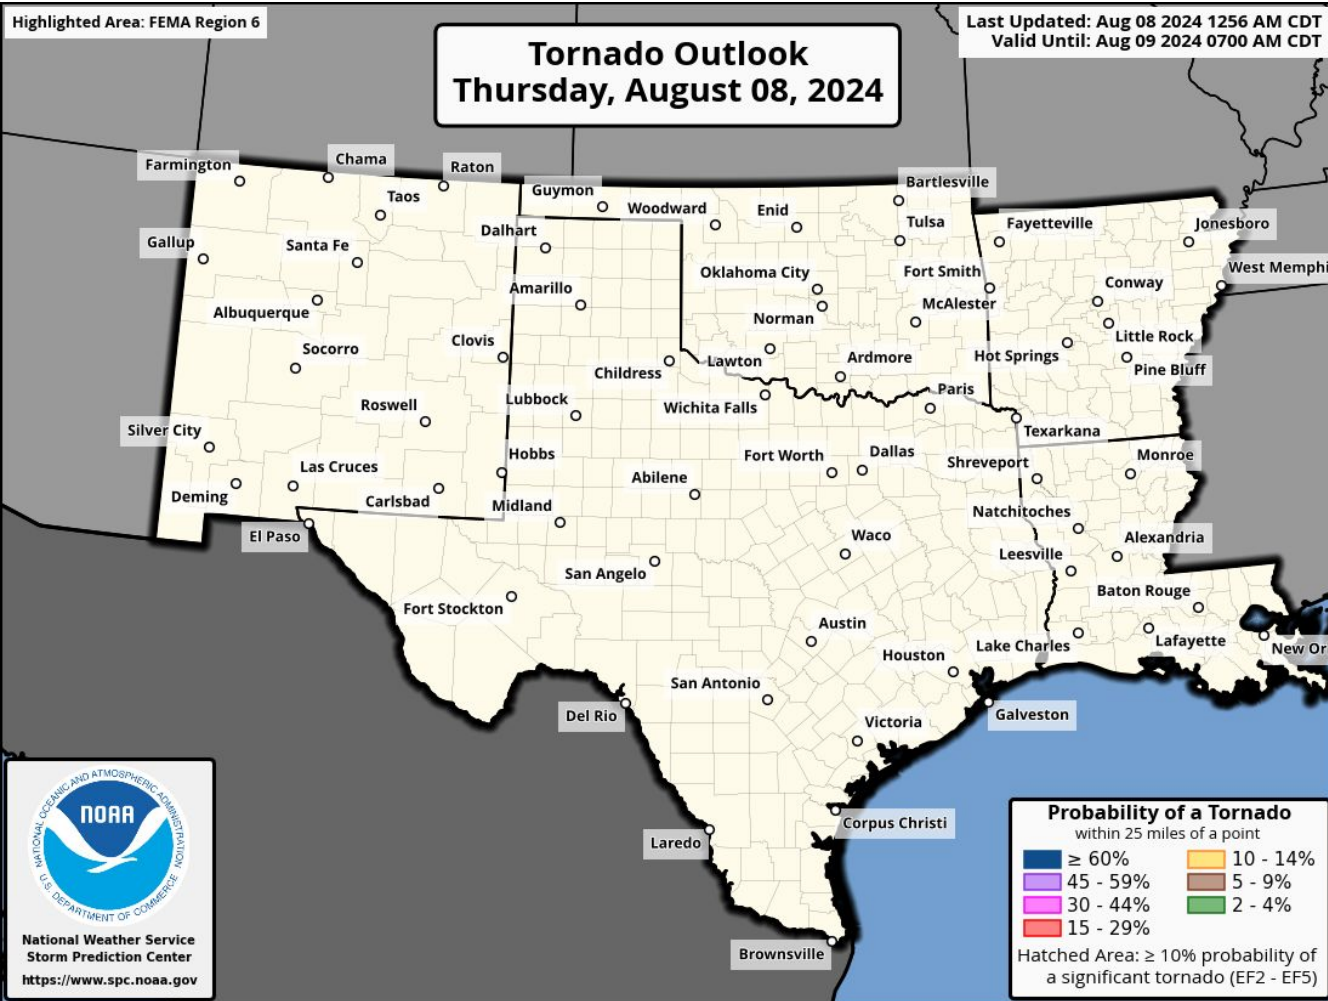 Highlighted Area: FEMA Region 6
Last Updated: Aug 08 2024 1256 AM CDT
Valid Until: Aug 09 2024 0700 AM CDT
Tornado Outlook
Thursday, August 08, 2024
Farmington
Chama
Raton
Taos
Guymon
Woodward
Enid
Bartlesville
Tulsa
Fayetteville
Jonesboro
Gallup
Santa Fe
Dalhart
Oklahoma City
Fort Smith
West Memphi
Amarillo
Conway
Albuquerque
Norman
McAlester
Socorro
Clovis
Childress
Lawton
Ardmore
Hot Springs
Little Rock
Pine Bluff
Roswell
Lubbock
Wichita Falls
Paris
Silver City
Texarkana
Las Cruces
Hobbs
Abilene
Fort Worth
Dallas
Shreveport
Monroe
Deming
Carlsbad
Midland
Natchitoches
El Paso
Waco
Leesville
Alexandria
San Angelo
Fort Stockton
Baton Rouge
Austin
Houston
Lake Charles
Lafayette
New Or
San Antonio
Del Rio
Victoria
Galveston
Corpus Christi
Laredo
Brownsville
NATIONAL OCEANIC AND ATMOSPHERIC ADMINISTRATION
NOAA
U.S. DEPARTMENT OF COMMERCE
National Weather Service
Storm Prediction Center
https://www.spc.noaa.gov
Probability of a Tornado
within 25 miles of a point
≥ 60%
45 - 59%
30 - 44%
15 - 29%
10 - 14%
5 - 9%
2 - 4%
Hatched Area: ≥ 10% probability of
a significant tornado (EF2 - EF5)